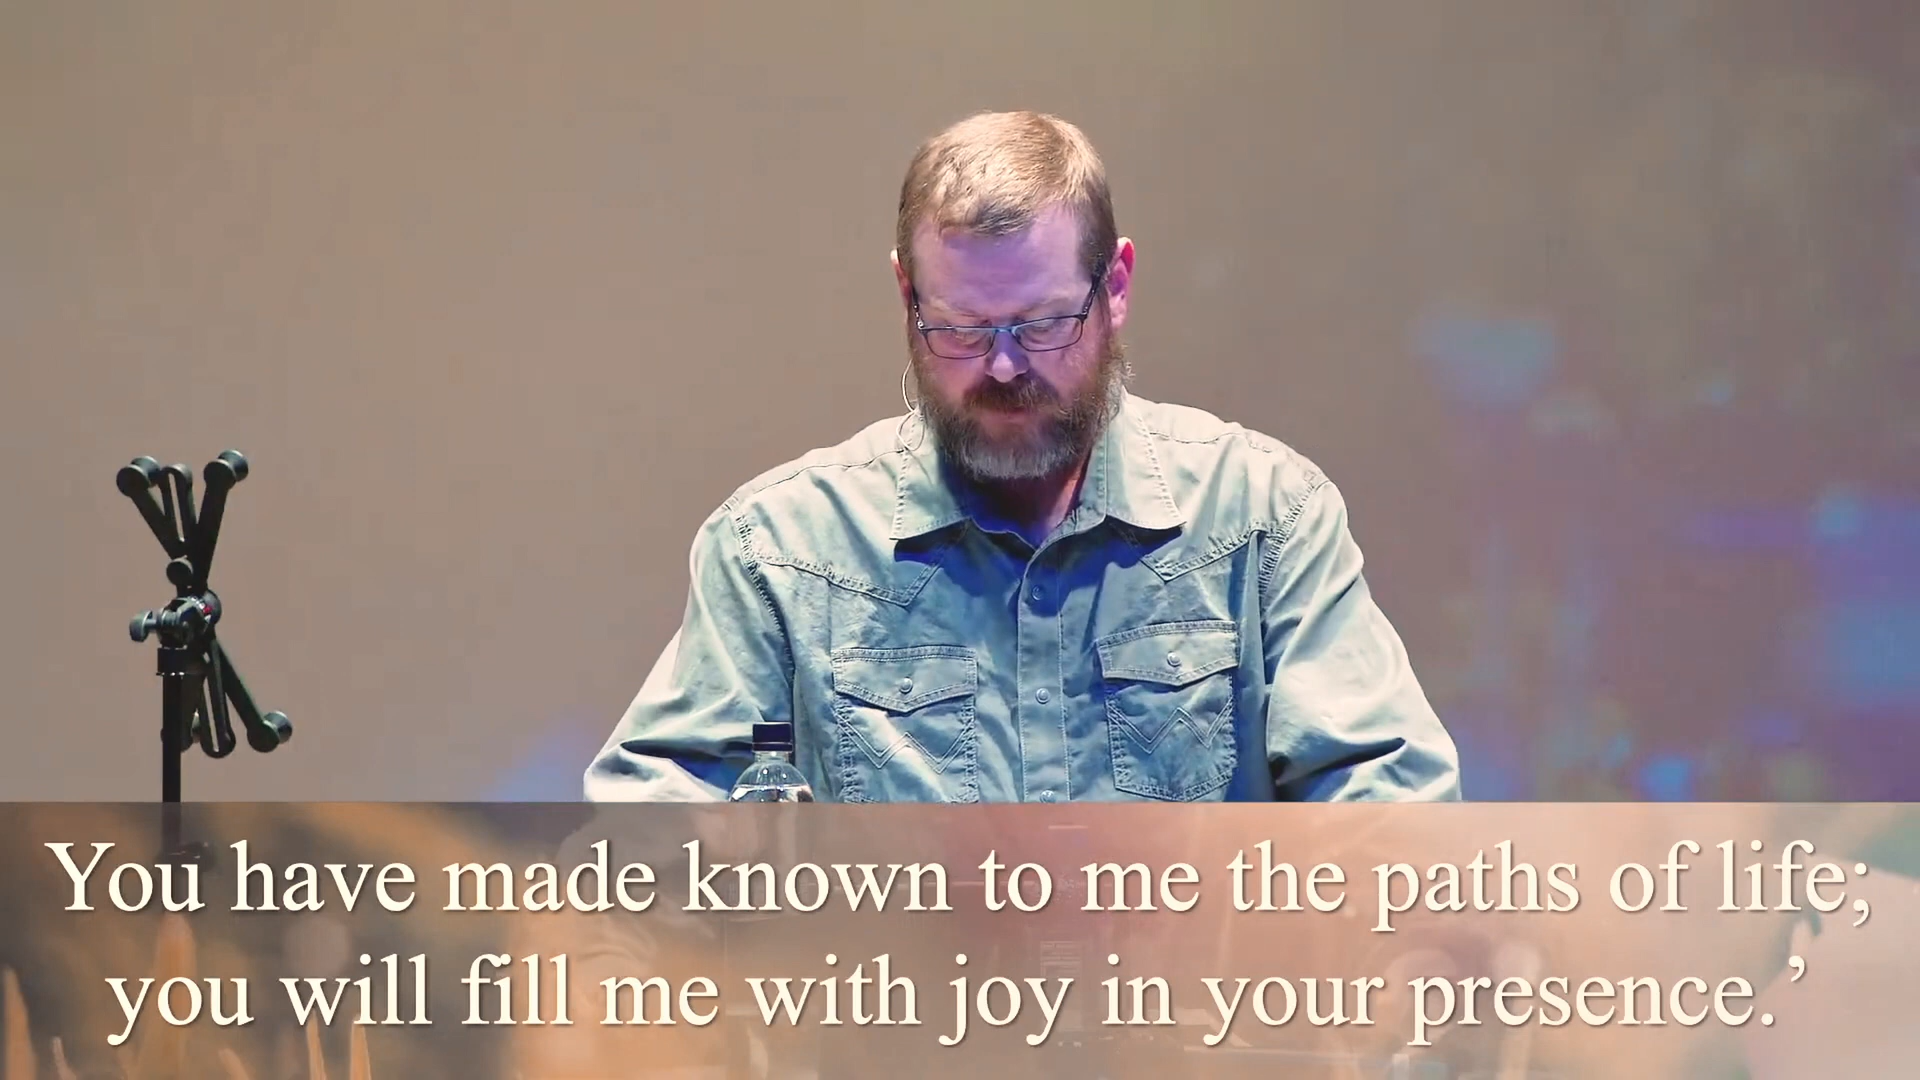 You have made known to me the paths of life;
you will fill me with joy in your presence.’